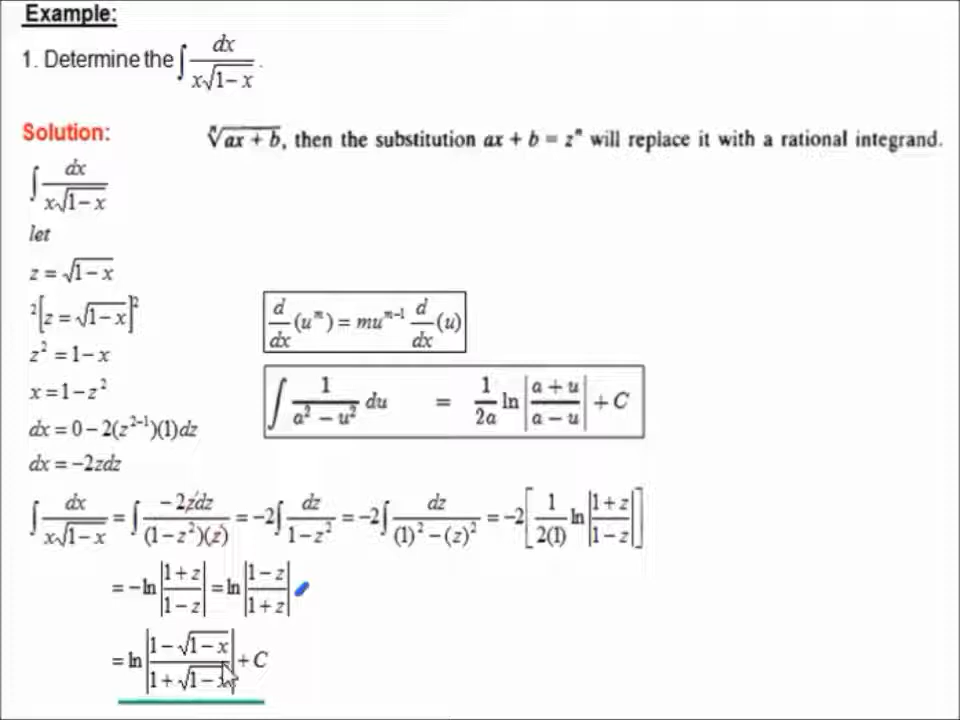 Example:
1. Determine the ∫ dx / x√(1−x) .
Solution:
ⁿ√(ax + b), then the substitution ax + b = zⁿ will replace it with a rational integrand.
∫ dx / x√(1−x)
let
z = √(1−x)
²[z = √(1−x)]²
z² = 1−x
x = 1−z²
dx = 0−2(z²⁻¹)(1)dz
dx = −2zdz
d/dx (uᵐ) = muᵐ⁻¹ d/dx (u)
∫ 1/(a² − u²) du = 1/2a ln |(a + u)/(a − u)| + C
∫ dx / x√(1−x) = ∫ −2zdz / (1−z²)(z) = −2∫ dz / (1−z²) = −2∫ dz / ((1)² −(z)²) = −2[ 1/2(1) ln |(1+z)/(1−z)| ]
= −ln |(1+z)/(1−z)| = ln |(1−z)/(1+z)|
= ln |(1−√(1−x))/(1+√(1−x))| + C